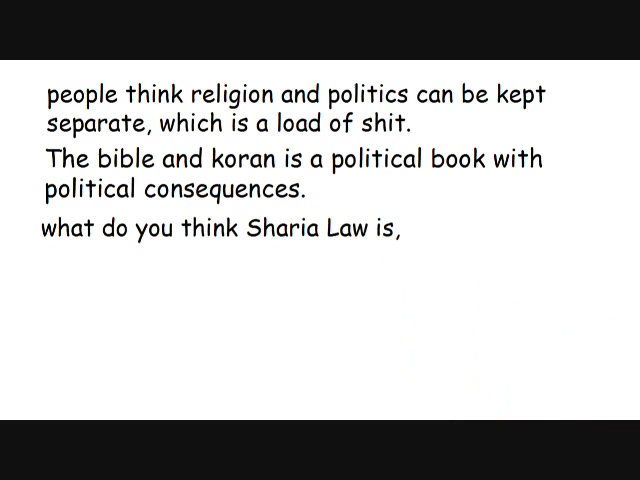 people think religion and politics can be kept
separate, which is a load of shit.
The bible and koran is a political book with
political consequences.
what do you think Sharia Law is,